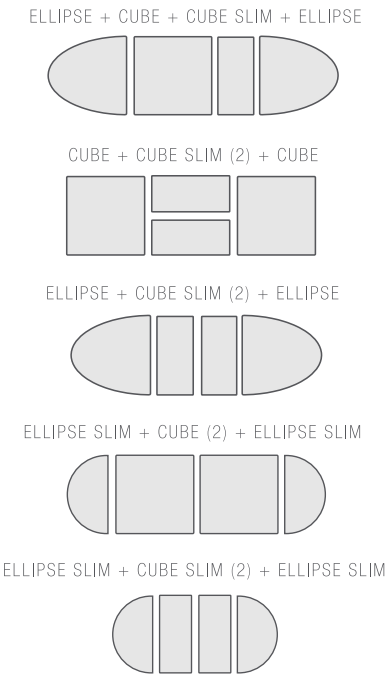 ELLIPSE + CUBE + CUBE SLIM + ELLIPSE
CUBE + CUBE SLIM (2) + CUBE
ELLIPSE + CUBE SLIM (2) + ELLIPSE
ELLIPSE SLIM + CUBE (2) + ELLIPSE SLIM
ELLIPSE SLIM + CUBE SLIM (2) + ELLIPSE SLIM